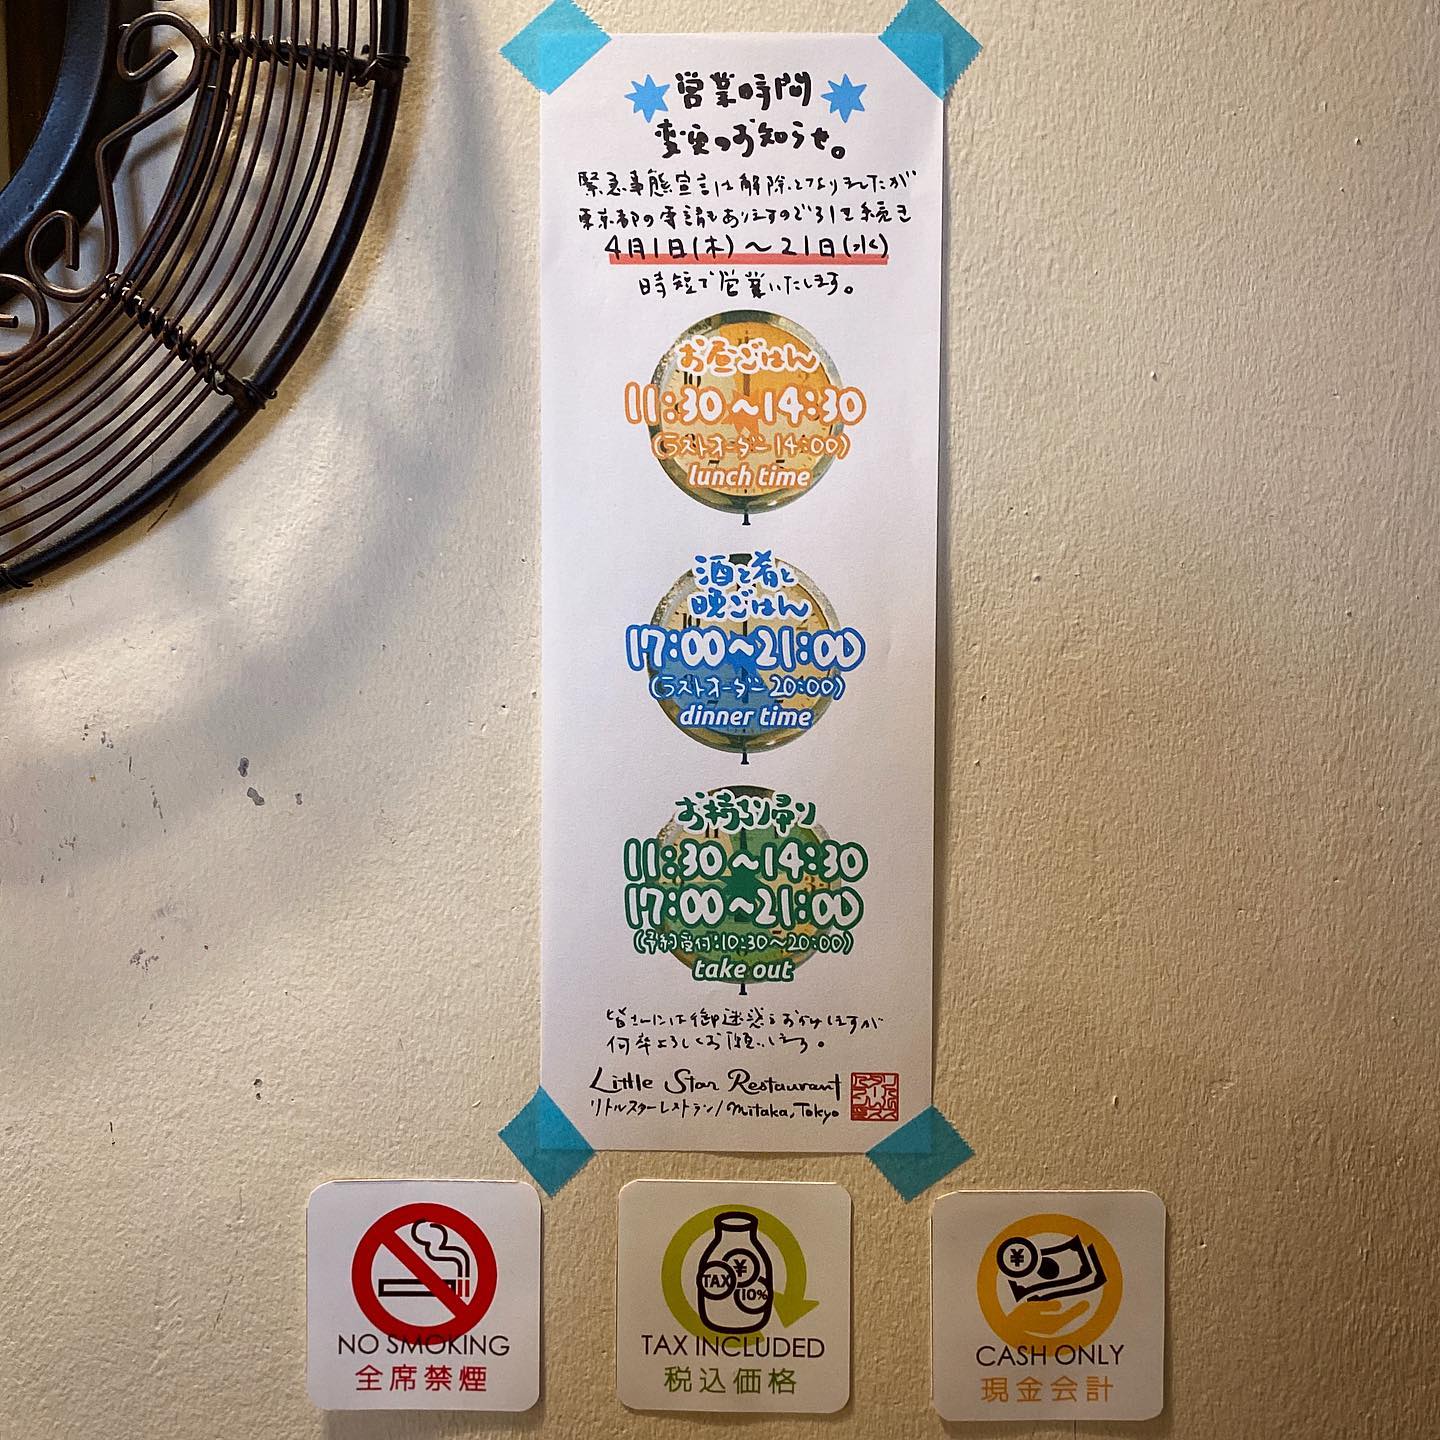 営業時間
変更のお知らせ。
緊急事態宣言は解除となりましたが
東京都の要請もありますので引き続き
4月1日(木)～21日(水)
時短で営業いたします。
お昼ごはん
11:30～14:30
(ラストオーダー14:00)
lunch time
酒と肴と
晩ごはん
17:00～21:00
(ラストオーダー20:00)
dinner time
お持ち帰り
11:30～14:30
17:00～21:00
(予約受付:10:30～20:00)
take out
皆さんには御迷惑をおかけしますが
何卒よろしくお願いします。
Little Star Restaurant
リトルスターレストラン/Mitaka, Tokyo
NO SMOKING
全席禁煙
TAX
¥
10%
TAX INCLUDED
税込価格
¥
CASH ONLY
現金会計